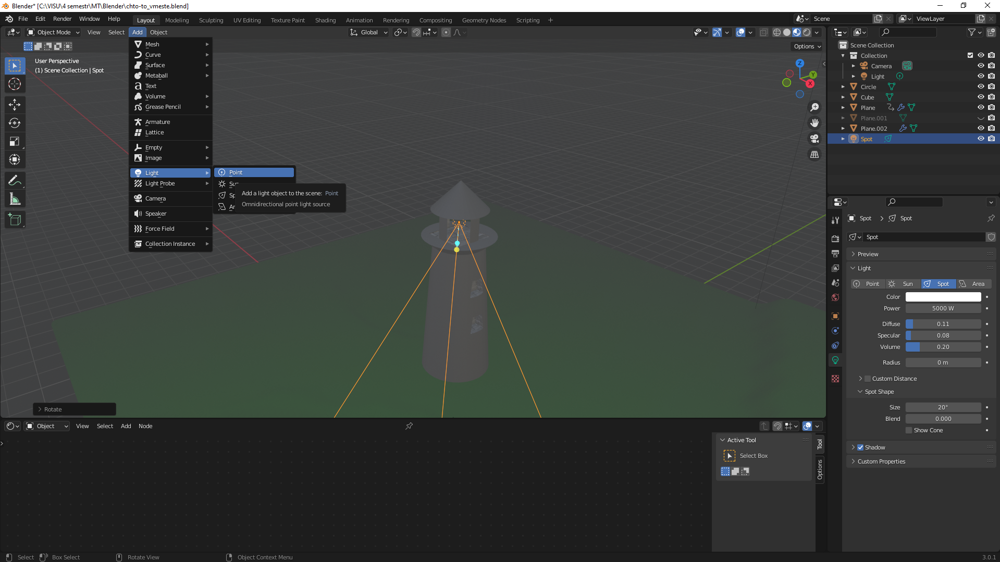 Blender* [C:\VISU\4 semestr\MT\Blender\chto-to_vmeste.blend]
File Edit Render Window Help
Layout Modeling Sculpting UV Editing Texture Paint Shading Animation Rendering Compositing Geometry Nodes Scripting +
Scene
ViewLayer
Object Mode View Select Add Object
Global
Options
User Perspective
(1) Scene Collection | Spot
Mesh
Curve
Surface
Metaball
Text
Volume
Grease Pencil
Armature
Lattice
Empty
Image
Light
Light Probe
Camera
Speaker
Force Field
Collection Instance
Point
Sun
Sp
Ar
Add a light object to the scene: Point
Omnidirectional point light source
Z
Y
X
Rotate
Scene Collection
Collection
Camera
Light
Circle
Cube
Plane
Plane.001
Plane.002
Spot
Spot > Spot
Spot
Preview
Light
Point Sun Spot Area
Color
Power 5000 W
Diffuse 0.11
Specular 0.08
Volume 0.20
Radius 0 m
Custom Distance
Spot Shape
Size 20°
Blend 0.000
Show Cone
Shadow
Custom Properties
Object View Select Add Node
Active Tool
Select Box
Tool
Options
Select Box Select Rotate View Object Context Menu
3.0.1